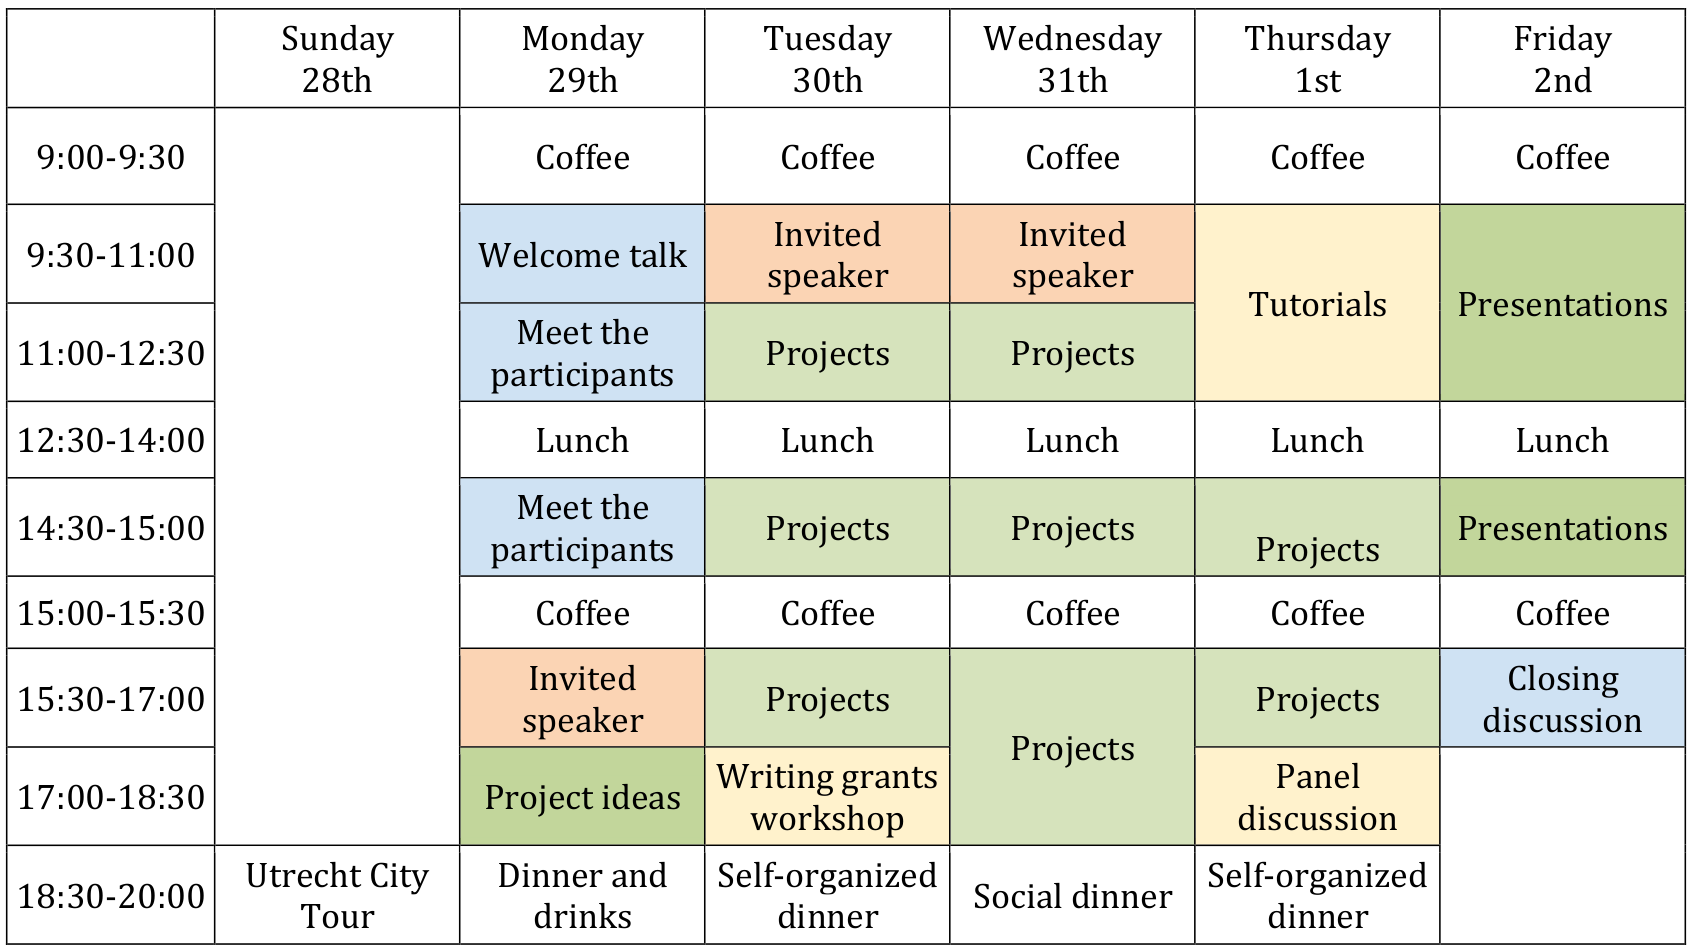 Sunday
28th
Monday
29th
Tuesday
30th
Wednesday
31th
Thursday
1st
Friday
2nd
9:00-9:30
Coffee
Coffee
Coffee
Coffee
Coffee
9:30-11:00
Welcome talk
Invited
speaker
Invited
speaker
Tutorials
Presentations
11:00-12:30
Meet the
participants
Projects
Projects
12:30-14:00
Lunch
Lunch
Lunch
Lunch
Lunch
14:30-15:00
Meet the
participants
Projects
Projects
Projects
Presentations
15:00-15:30
Coffee
Coffee
Coffee
Coffee
Coffee
15:30-17:00
Invited
speaker
Projects
Projects
Projects
Closing
discussion
17:00-18:30
Project ideas
Writing grants
workshop
Panel
discussion
18:30-20:00
Utrecht City
Tour
Dinner and
drinks
Self-organized
dinner
Social dinner
Self-organized
dinner